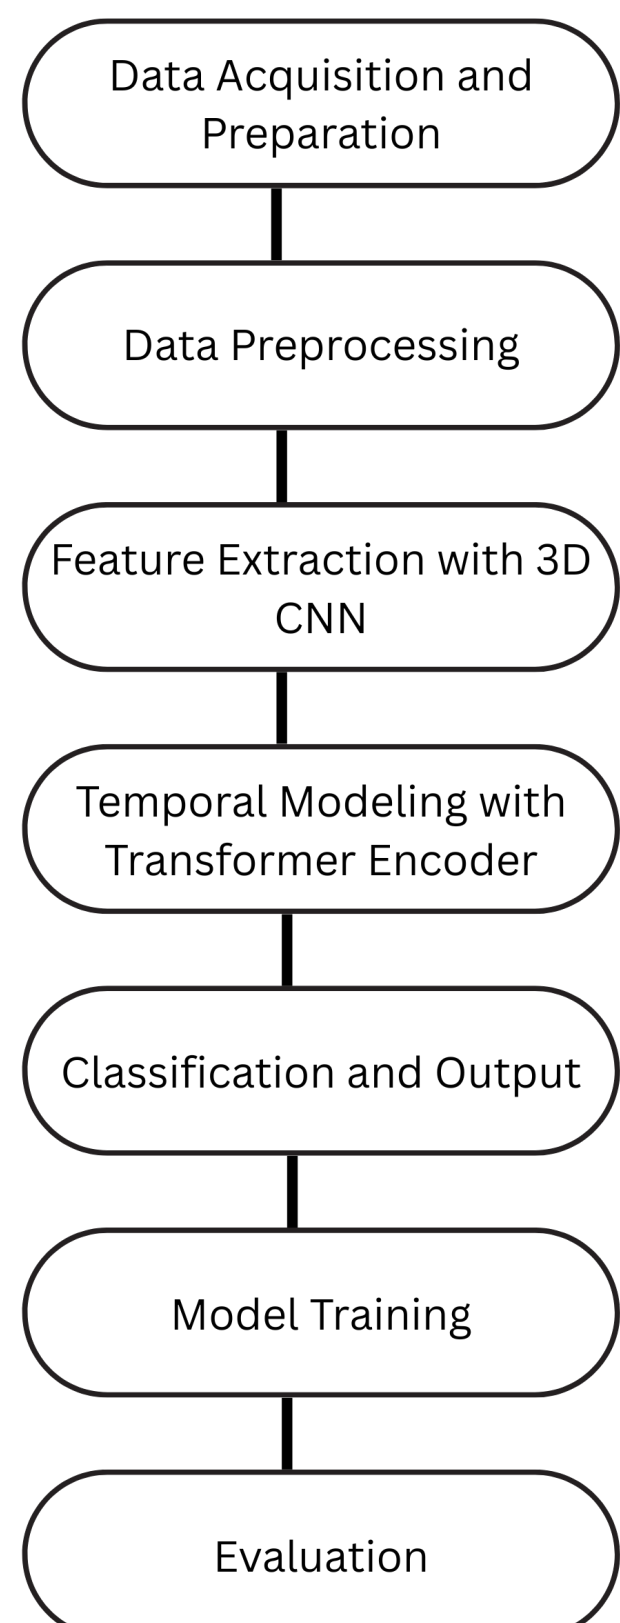 Data Acquisition and
Preparation
Data Preprocessing
Feature Extraction with 3D
CNN
Temporal Modeling with
Transformer Encoder
Classification and Output
Model Training
Evaluation